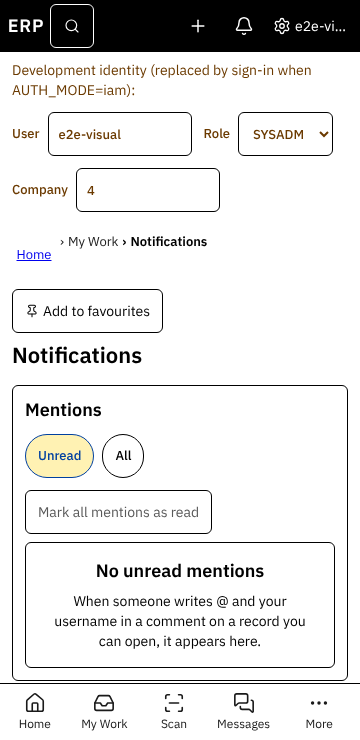 ERP
e2e-vi...
Development identity (replaced by sign-in when
AUTH_MODE=iam):
User e2e-visual Role SYSADM
Company 4
Home › My Work › Notifications
Add to favourites
Notifications
Mentions
Unread All
Mark all mentions as read
No unread mentions
When someone writes @ and your
username in a comment on a record you
can open, it appears here.
Home My Work Scan Messages More